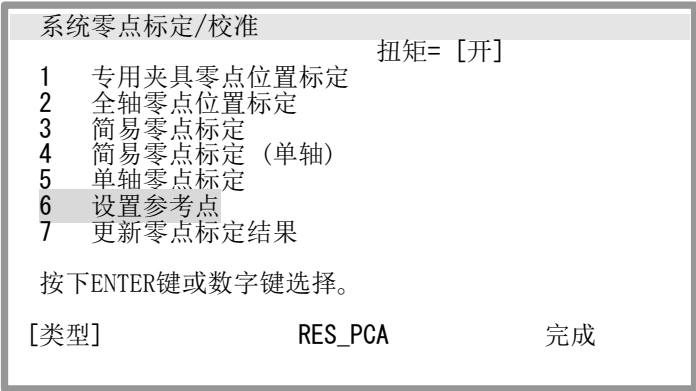 系统零点标定/校准
扭矩= [开]
1 专用夹具零点位置标定
2 全轴零点位置标定
3 简易零点标定
4 简易零点标定 (单轴)
5 单轴零点标定
6 设置参考点
7 更新零点标定结果
按下ENTER键或数字键选择。
[类型] RES_PCA 完成